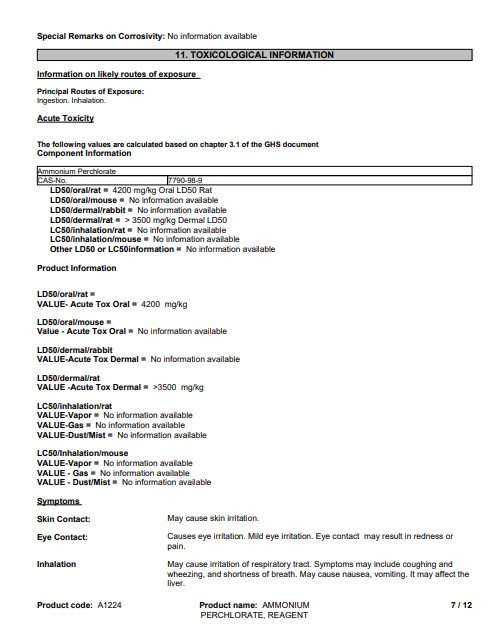 Special Remarks on Corrosivity: No information available
11. TOXICOLOGICAL INFORMATION
Information on likely routes of exposure
Principal Routes of Exposure:
Ingestion. Inhalation.
Acute Toxicity
The following values are calculated based on chapter 3.1 of the GHS document
Component Information
Ammonium Perchlorate
CAS-No. 7790-98-9
LD50/oral/rat = 4200 mg/kg Oral LD50 Rat
LD50/oral/mouse = No information available
LD50/dermal/rabbit = No information available
LD50/dermal/rat = > 3500 mg/kg Dermal LD50
LC50/inhalation/rat = No information available
LC50/inhalation/mouse = No information available
Other LD50 or LC50information = No information available
Product Information
LD50/oral/rat =
VALUE- Acute Tox Oral = 4200 mg/kg
LD50/oral/mouse =
Value - Acute Tox Oral = No information available
LD50/dermal/rabbit
VALUE-Acute Tox Dermal = No information available
LD50/dermal/rat
VALUE -Acute Tox Dermal = >3500 mg/kg
LC50/inhalation/rat
VALUE-Vapor = No information available
VALUE-Gas = No information available
VALUE-Dust/Mist = No information available
LC50/Inhalation/mouse
VALUE-Vapor = No information available
VALUE - Gas = No information available
VALUE - Dust/Mist = No information available
Symptoms
Skin Contact: May cause skin irritation.
Eye Contact: Causes eye irritation. Mild eye irritation. Eye contact may result in redness or
pain.
Inhalation May cause irritation of respiratory tract. Symptoms may include coughing and
wheezing, and shortness of breath. May cause nausea, vomiting. It may affect the
liver.
Product code: A1224 Product name: AMMONIUM 7 / 12
PERCHLORATE, REAGENT